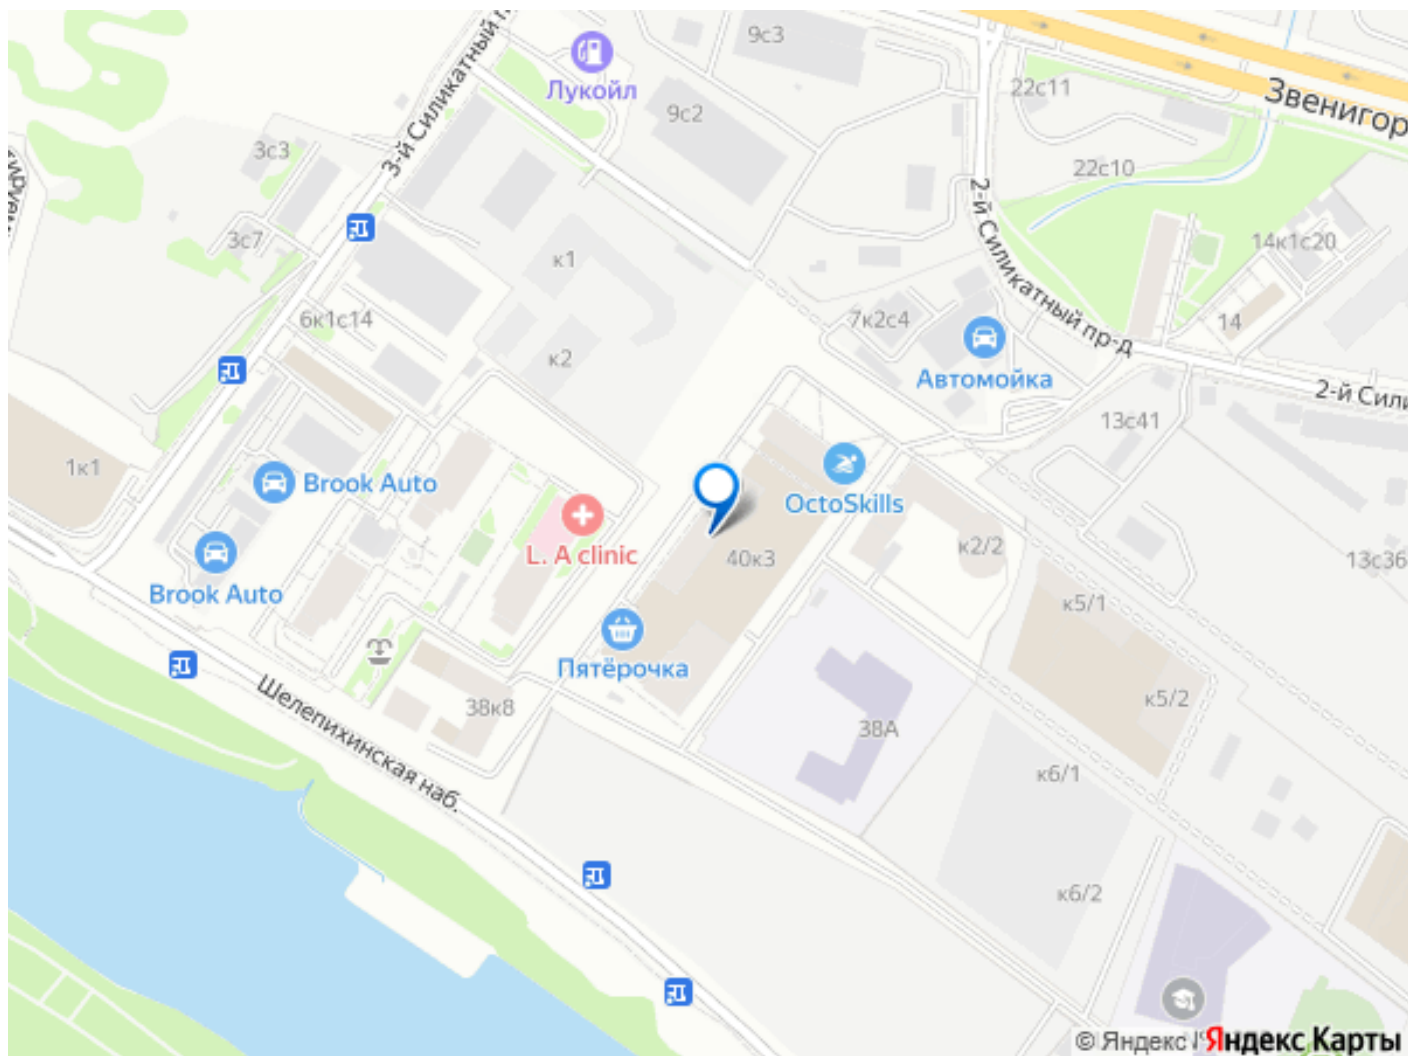 9с3
Лукойл
22с11
Звенигор
3-й Силикатный п
9с2
3с3
22с10
2-й Силикатный пр-д
3с7
14к1с20
к1
6к1с14
7к2с4
14
к2
Автомойка
2-й Сили
13с41
1к1
Brook Auto
OctoSkills
L. A clinic
40к3
к2/2
13с36
Brook Auto
к5/1
Пятёрочка
Шелепихинская наб.
38к8
38А
к5/2
к6/1
к6/2
© Яндекс
Яндекс Карты